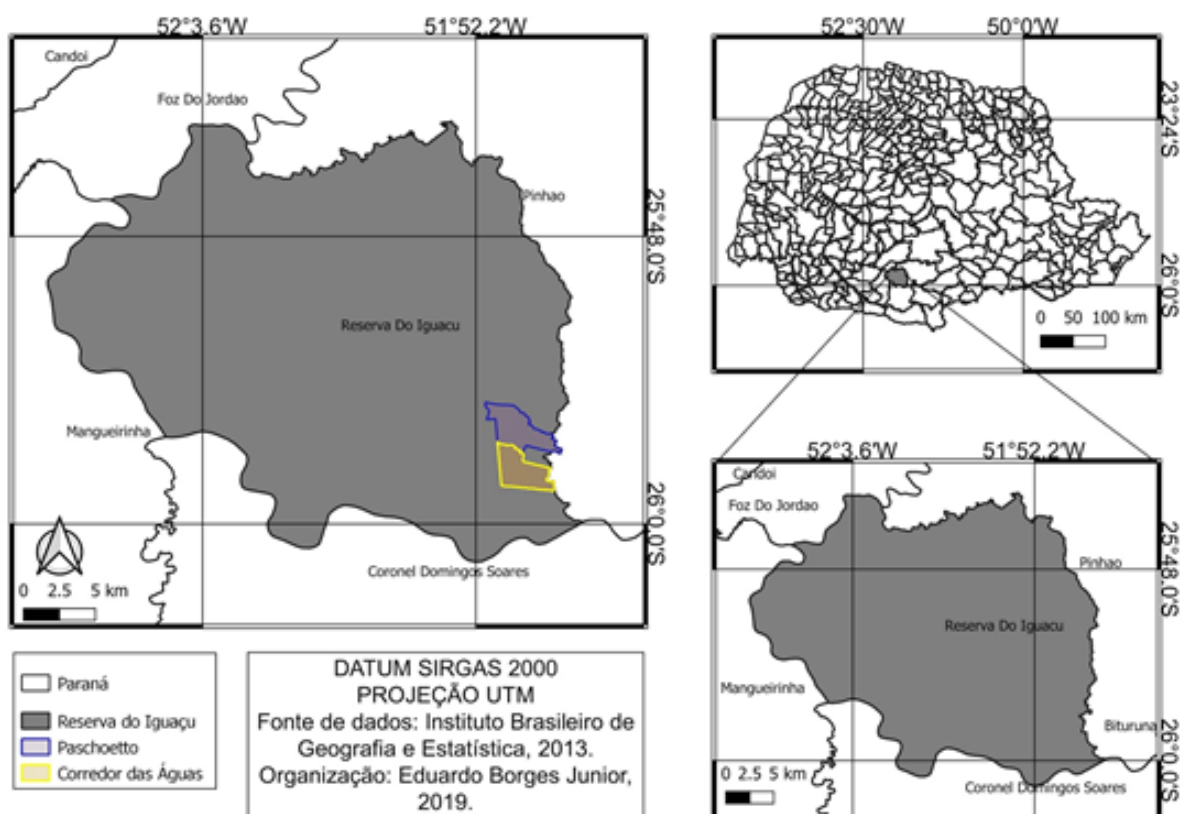 52°3.6'W 51°52.2'W
Candoi
Foz Do Jordao
Pinhao
25°48.0'S
Reserva Do Iguacu
Mangueirinha
26°0.0'S
Coronel Domingos Soares
0 2.5 5 km
Paraná
Reserva do Iguaçu
Paschoetto
Corredor das Águas
DATUM SIRGAS 2000
PROJEÇÃO UTM
Fonte de dados: Instituto Brasileiro de
Geografia e Estatística, 2013.
Organização: Eduardo Borges Junior,
2019.
52°30'W 50°0'W
23°24'S
26°0'S
0 50 100 km
52°3.6'W 51°52.2'W
Candoi
Foz Do Jordao
25°48.0'S
Pinhao
Reserva Do Iguacu
Mangueirinha
Bituruna
26°0.0'S
0 2.5 5 km
Coronel Domingos Soares